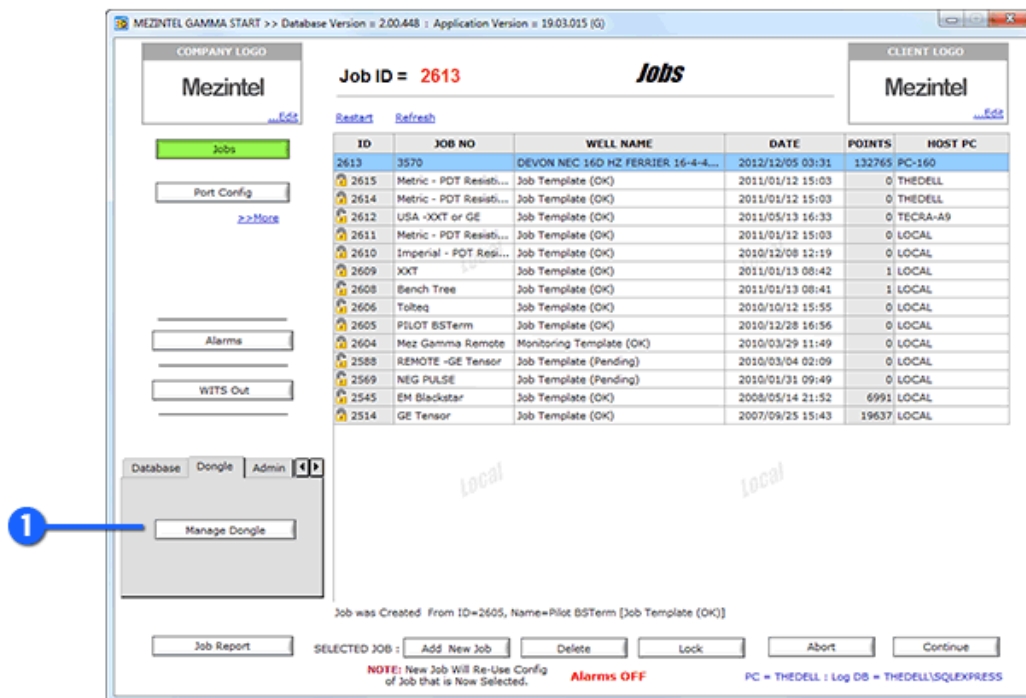 MEZINTEL GAMMA START >> Database Version = 2.00.448 : Application Version = 19.03.015 (G)
COMPANY LOGO
Mezintel
...Edit
Job ID = 2613
Jobs
CLIENT LOGO
Mezintel
...Edit
Restart Refresh
Jobs
Port Config
>>More
Alarms
WITS Out
Database Dongle Admin
1
Manage Dongle
Job Report
ID JOB NO WELL NAME DATE POINTS HOST PC
2613 3570 DEVON NEC 16D HZ FERRIER 16-4-4... 2012/12/05 03:31 132765 PC-160
2615 Metric - PDT Resisti... Job Template (OK) 2011/01/12 15:03 0 THEDELL
2614 Metric - PDT Resisti... Job Template (OK) 2011/01/12 15:03 0 THEDELL
2612 USA -XXT or GE Job Template (OK) 2011/05/13 16:33 0 TECRA-A9
2611 Metric - PDT Resisti... Job Template (OK) 2011/01/12 15:03 0 LOCAL
2610 Imperial - PDT Resi... Job Template (OK) 2010/12/08 12:19 0 LOCAL
2609 XXT Job Template (OK) 2011/01/13 08:42 1 LOCAL
2608 Bench Tree Job Template (OK) 2011/01/13 08:41 1 LOCAL
2606 Tolteq Job Template (OK) 2010/10/12 15:55 0 LOCAL
2605 PILOT BSTerm Job Template (OK) 2010/12/28 16:56 0 LOCAL
2604 Mez Gamma Remote Monitoring Template (OK) 2010/03/29 11:49 0 LOCAL
2588 REMOTE -GE Tensor Job Template (Pending) 2010/03/04 02:09 0 LOCAL
2569 NEG PULSE Job Template (Pending) 2010/01/31 09:49 0 LOCAL
2545 EM Blackstar Job Template (OK) 2008/05/14 21:52 6991 LOCAL
2514 GE Tensor Job Template (OK) 2007/09/25 15:43 19637 LOCAL
Local Local
Local Local
Job was Created From ID=2605, Name=Pilot BSTerm [Job Template (OK)]
SELECTED JOB : Add New Job Delete Lock Abort Continue
NOTE: New Job Will Re-Use Config
of Job that is Now Selected.
Alarms OFF
PC = THEDELL : Log DB = THEDELL\SQLEXPRESS